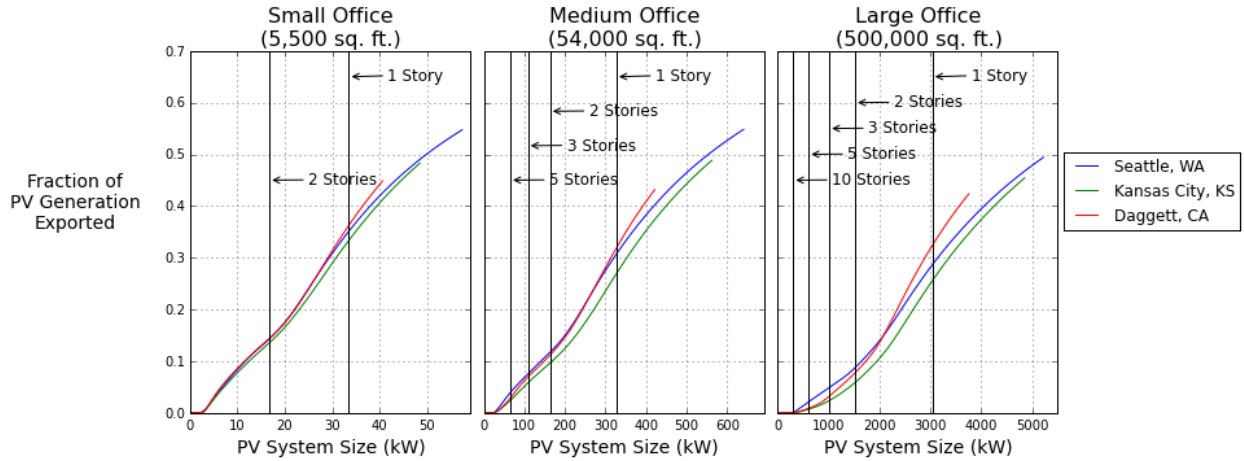 Small Office
(5,500 sq. ft.)
Medium Office
(54,000 sq. ft.)
Large Office
(500,000 sq. ft.)
Fraction of
PV Generation
Exported
0.7
0.6
0.5
0.4
0.3
0.2
0.1
0.0
1 Story
2 Stories
0 10 20 30 40 50
PV System Size (kW)
1 Story
2 Stories
3 Stories
5 Stories
0 100 200 300 400 500 600
PV System Size (kW)
1 Story
2 Stories
3 Stories
5 Stories
10 Stories
0 1000 2000 3000 4000 5000
PV System Size (kW)
Seattle, WA
Kansas City, KS
Daggett, CA